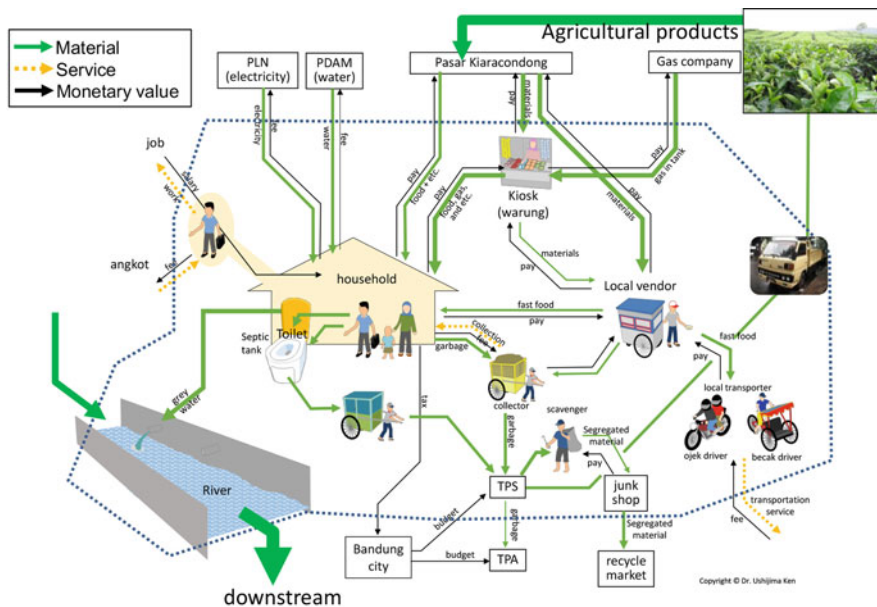 Agricultural products
Material
Service
Monetary value
PLN
(electricity)
PDAM
(water)
Pasar Kiaracondong
Gas company
electricity
fee
water
fee
pay
food + etc.
pay
food, gas,
and etc.
pay
materials
pay
gas in tank
pay
materials
job
salary
work
angkot
fee
Kiosk
(warung)
materials
pay
household
Local vendor
fast food
pay
Toilet
Septic
tank
collection
fee
garbage
fast food
pay
collector
local transporter
grey
water
tax
garbage
scavenger
Segregated
material
pay
ojek driver
becak driver
River
TPS
junk
shop
transportation
service
fee
budget
garbage
Segregated
material
Bandung
city
budget
TPA
recycle
market
Copyright © Dr. Ushijima Ken
downstream